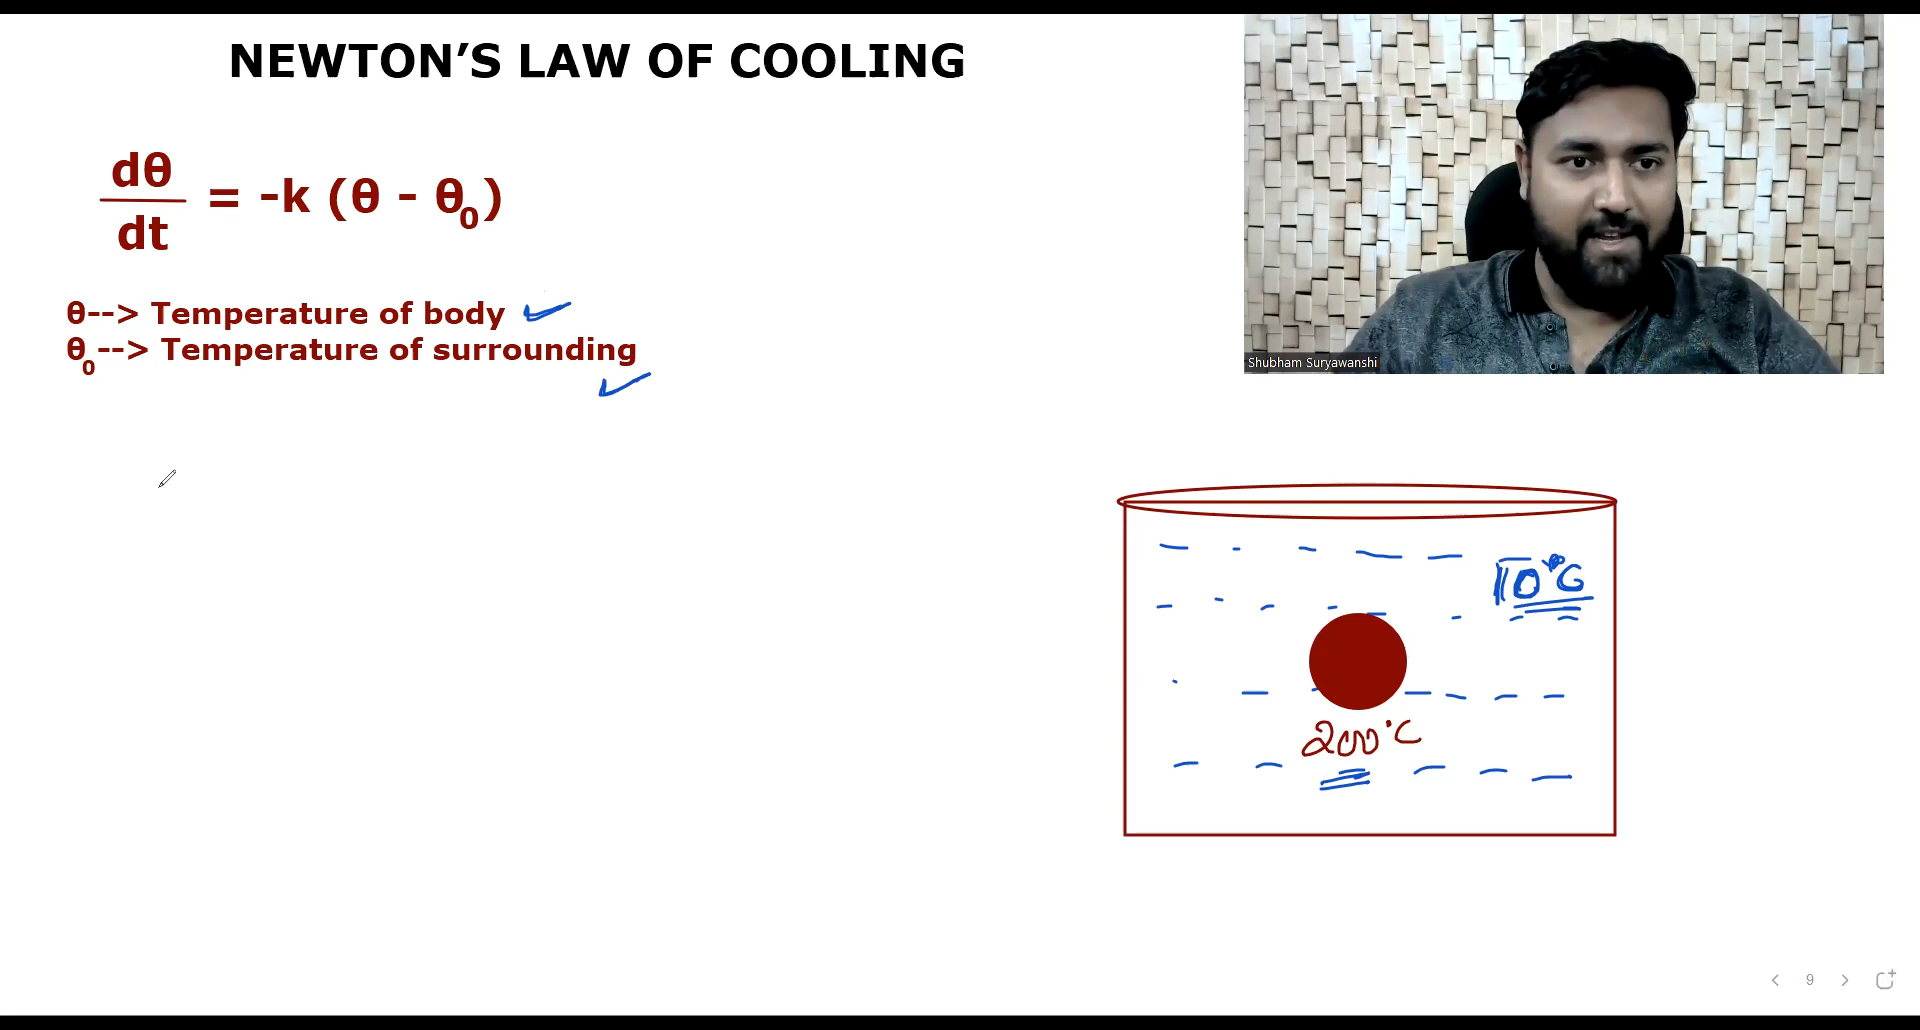 NEWTON’S LAW OF COOLING
dθ
dt
= -k (θ - θ0)
θ--> Temperature of body
θ0--> Temperature of surrounding
Shubham Suryawanshi
10°C
200°C
9